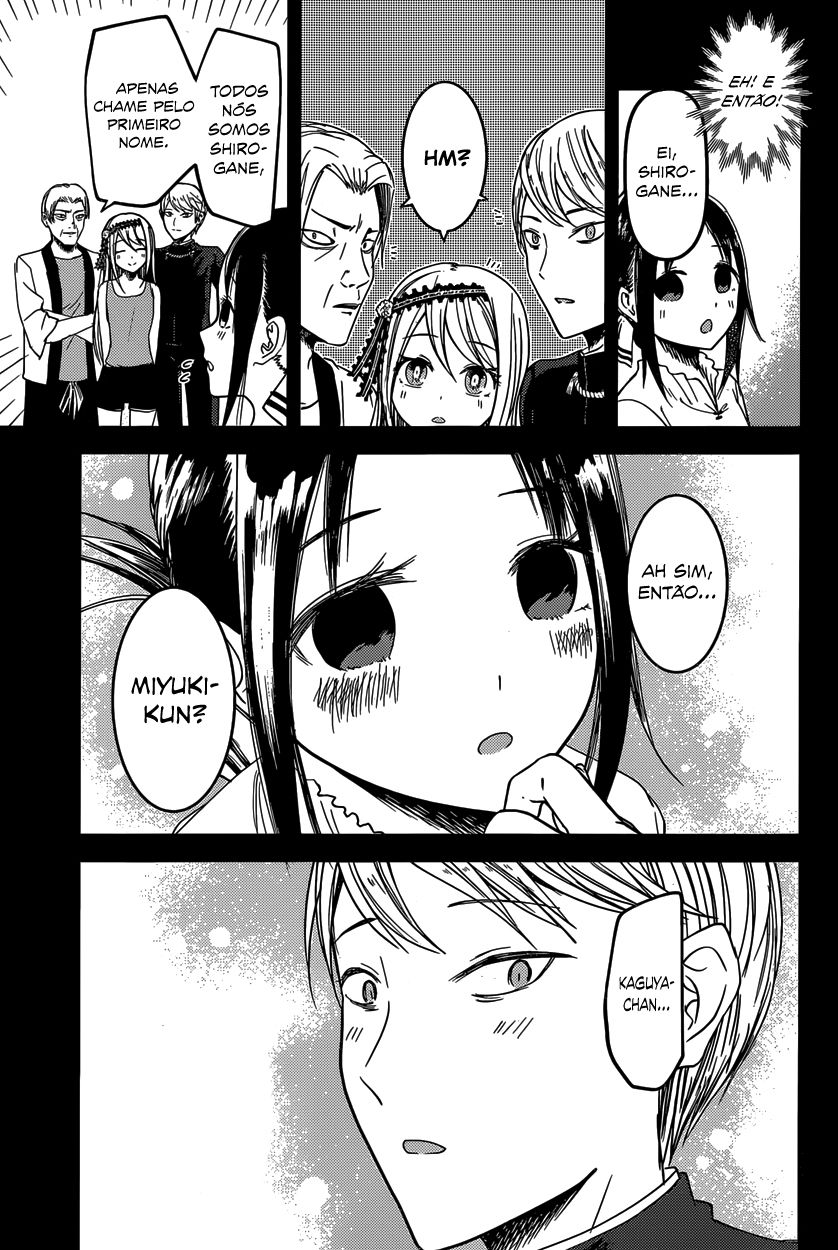 EH! E
ENTÃO!
EI,
SHIRO-
GANE...
HM?
TODOS
NÓS
SOMOS
SHIRO-
GANE,
APENAS
CHAME PELO
PRIMEIRO
NOME.
AH SIM,
ENTÃO...
MIYUKI-
KUN?
KAGUYA-
CHAN...